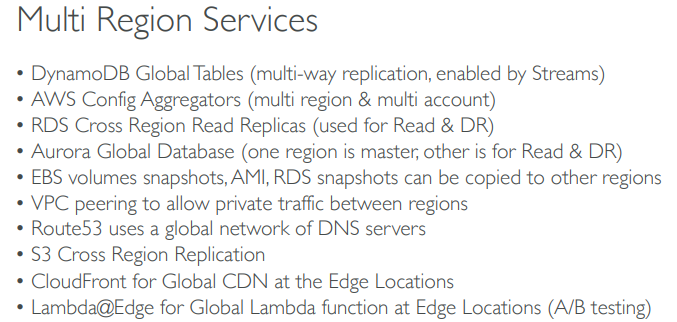 Multi Region Services
• DynamoDB Global Tables (multi-way replication, enabled by Streams)
• AWS Config Aggregators (multi region & multi account)
• RDS Cross Region Read Replicas (used for Read & DR)
• Aurora Global Database (one region is master, other is for Read & DR)
• EBS volumes snapshots, AMI, RDS snapshots can be copied to other regions
• VPC peering to allow private traffic between regions
• Route53 uses a global network of DNS servers
• S3 Cross Region Replication
• CloudFront for Global CDN at the Edge Locations
• Lambda@Edge for Global Lambda function at Edge Locations (A/B testing)